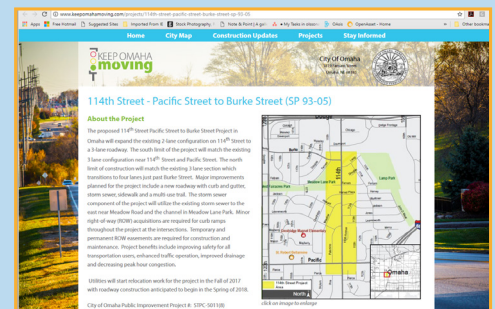 www.keepomahamoving.com/projects/114th-street-pacific-street-burke-street-sp-93-05
Apps Free Hotmail Suggested Sites Imported From IE Stock Photography Note & Point | A gall My Tasks in Asana Dikes OpenAsset - Home Other bookma
Home City Map Construction Updates Projects Stay Informed
KEEP OMAHA
moving
City Of Omaha
114th Street - Pacific Street to Burke Street (SP 93-05)
About the Project
The proposed 114th Street Pacific Street to Burke Street Project in
Omaha will expand the existing 2-lane configuration on 114th Street to
a 3-lane roadway. The south limit of the project will match the existing
3 lane configuration near 114th Street and Pacific Street. The north
limit of construction will match the existing 3 lane section which
transitions to four lanes just past Burke Street. Major improvements
planned for the project include a new roadway with curb and gutter,
storm sewer, sidewalk and a multi-use trail. The storm sewer
component of the project will utilize the existing storm sewer to the
east near Meadow Road and the channel in Meadow Lane Park. Minor
right-of-way (ROW) acquisitions are required for curb ramps
throughout the project at the intersections. Temporary and
permanent ROW easements are required for construction and
maintenance. Project benefits include improving safety for all
transportation users, enhanced traffic operation, improved drainage
and decreasing peak hour congestion.
Utilities will start relocation work for the project in the Fall of 2017
with roadway construction anticipated to begin in the Spring of 2018.
City of Omaha Public Improvement Project #: STPC-5011(8)
Dodge
Burke
114th
Meadow Lane Park
Pacific
114th Street Project
Area
North
Omaha
click on image to enlarge